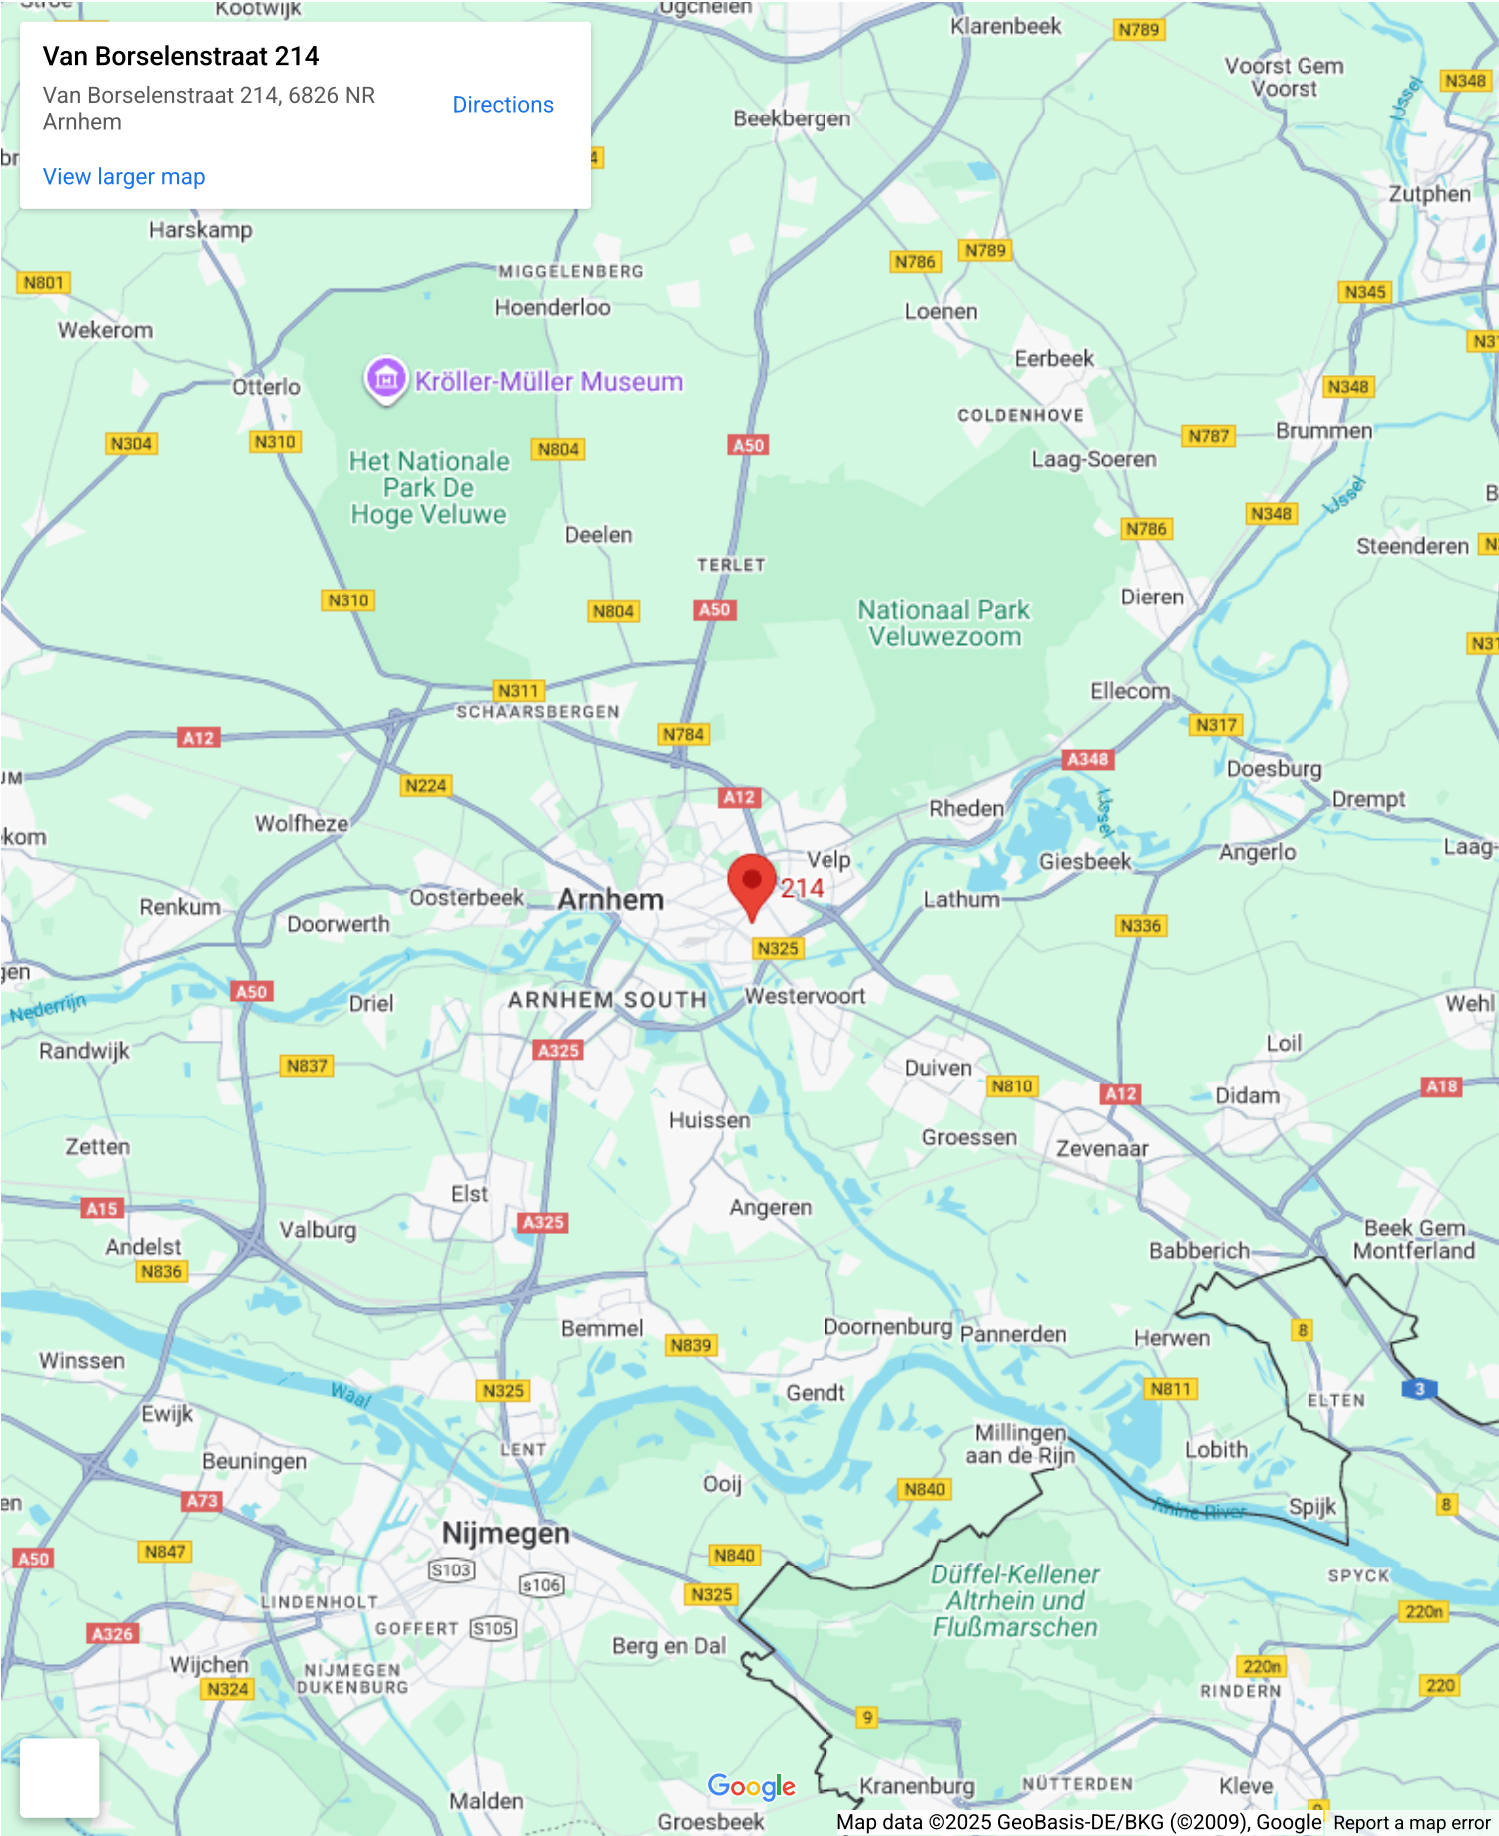 Kootwijk
Ugchelen
Klarenbeek
N789
Van Borselenstraat 214
Van Borselenstraat 214, 6826 NR
Arnhem
Directions
View larger map
Voorst Gem
Voorst
N348
IJssel
Beekbergen
Zutphen
Harskamp
N789
N786
MIGGELENBERG
N801
N345
Hoenderloo
Loenen
Wekerom
Eerbeek
Kröller-Müller Museum
Otterlo
N348
COLDENHOVE
N304
N310
N804
A50
N787
Brummen
Het Nationale
Park De
Hoge Veluwe
Laag-Soeren
IJssel
N348
Deelen
N786
Steenderen
TERLET
Dieren
N310
N804
A50
Nationaal Park
Veluwezoom
N311
Ellecom
SCHAARSBERGEN
N317
A12
N784
A348
Doesburg
N224
A12
Drempt
IJssel
Rheden
Wolfheze
Velp
Giesbeek
Angerlo
Laag-
214
Oosterbeek
Arnhem
Lathum
Renkum
Doorwerth
N336
N325
A50
Westervoort
ARNHEM SOUTH
Driel
Wehl
Nederrijn
Randwijk
A325
Loil
N837
Duiven
N810
A12
Didam
A18
Huissen
Groessen
Zevenaar
Zetten
Elst
A15
Angeren
Valburg
A325
Beek Gem
Montferland
Andelst
Babberich
N836
Bemmel
Doornenburg
Pannerden
Herwen
8
N839
Winssen
Waal
N325
Gendt
N811
3
ELTEN
Ewijk
Millingen
aan de Rijn
LENT
Lobith
Beuningen
Ooij
N840
A73
Rhine River
Spijk
8
Nijmegen
A50
N847
N840
S103
s106
N325
Düffel-Kellener
Altrhein und
Flußmarschen
SPYCK
LINDENHOLT
220n
GOFFERT
S105
A326
Berg en Dal
Wijchen
NIJMEGEN
DUKENBURG
220n
N324
RINDERN
220
9
Google
Kranenburg
NÜTTERDEN
Kleve
Malden
Groesbeek
Map data ©2025 GeoBasis-DE/BKG (©2009), Google
Report a map error